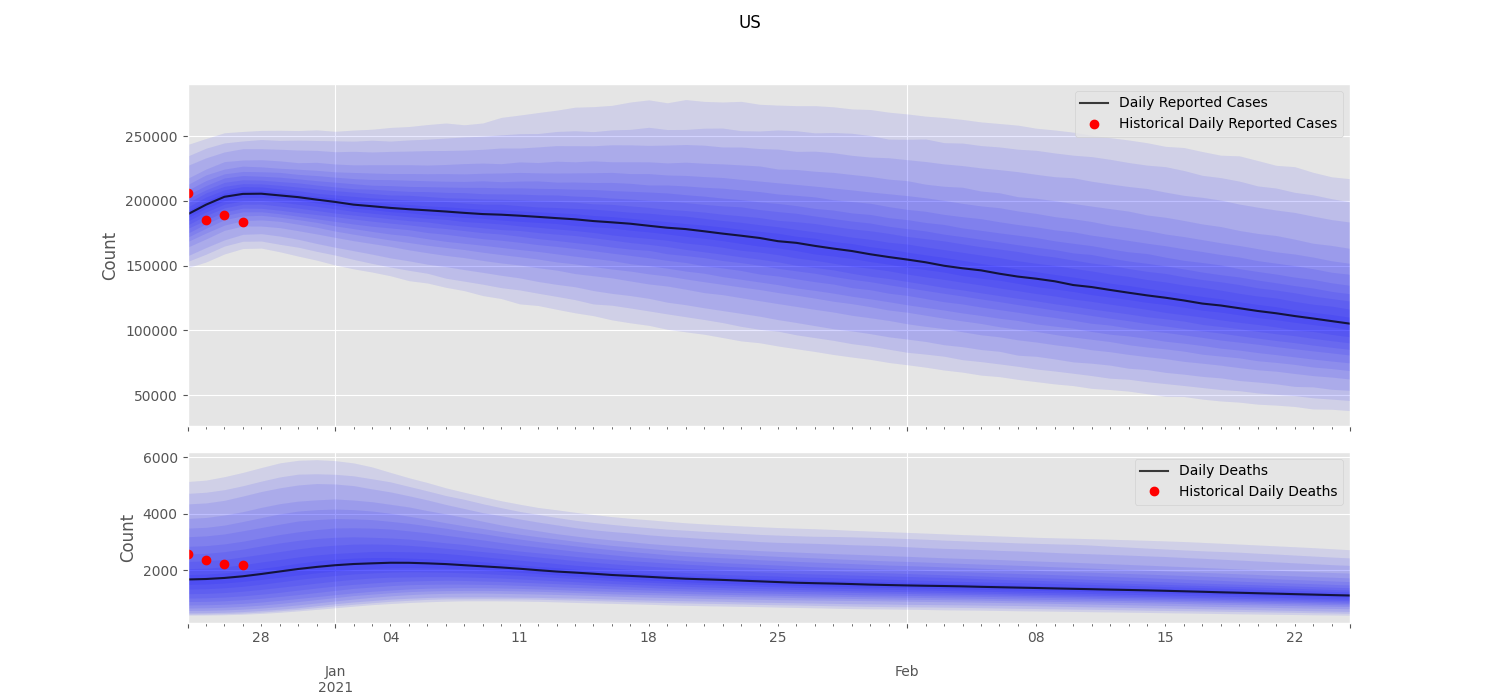 US
Count
250000
200000
150000
100000
50000
Daily Reported Cases
Historical Daily Reported Cases
Count
6000
4000
2000
Daily Deaths
Historical Daily Deaths
28 04 11 18 25 08 15 22
Jan Feb
2021